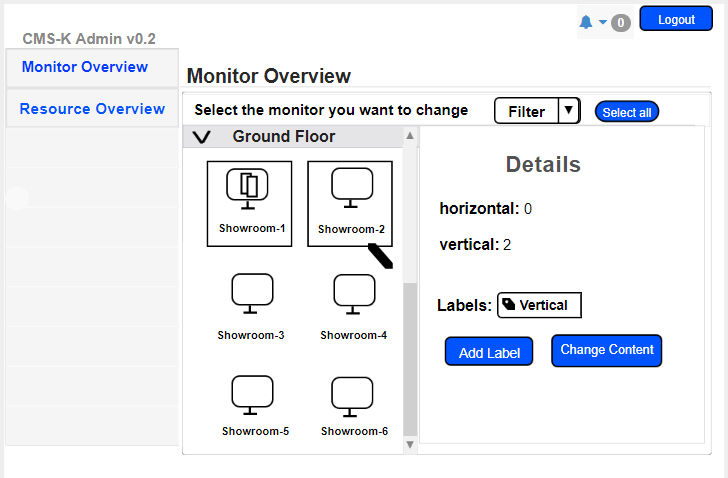 0
Logout
CMS-K Admin v0.2
Monitor Overview
Resource Overview
Monitor Overview
Select the monitor you want to change
Filter
Select all
Ground Floor
Showroom-1
Showroom-2
Showroom-3
Showroom-4
Showroom-5
Showroom-6
Details
horizontal: 0
vertical: 2
Labels: Vertical
Add Label
Change Content